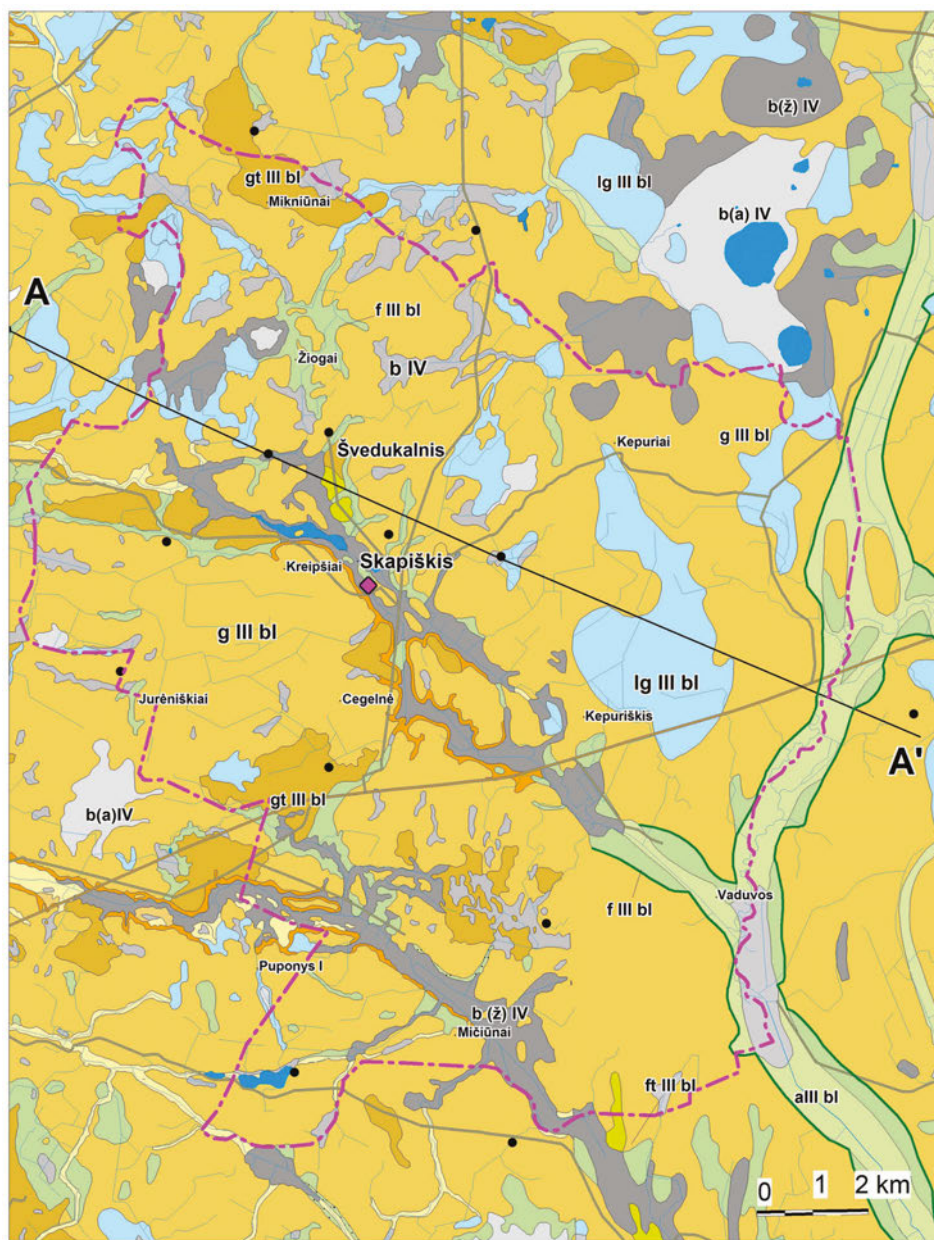 b(ž) IV
gt III bl
Mikniūnai
lg III bl
b(a) IV
A
f III bl
Žiogai
b IV
g III bl
Švedukalnis
Kepuriai
Skapiškis
Kreipšiai
g III bl
lg III bl
Jurėniškiai
Cegelnė
Kepuriškis
A'
b(a)IV
gt III bl
Vaduvos
f III bl
Puponys I
b (ž) IV
Mičiūnai
ft III bl
aIII bl
0 1 2 km